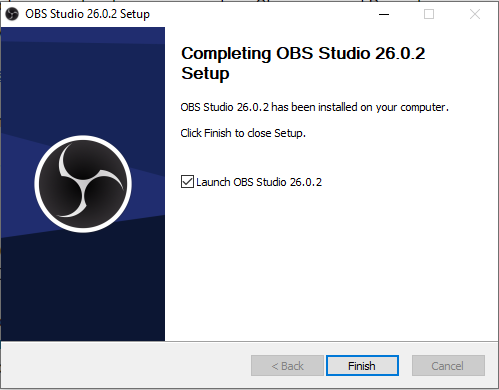 OBS Studio 26.0.2 Setup
Completing OBS Studio 26.0.2
Setup
OBS Studio 26.0.2 has been installed on your computer.
Click Finish to close Setup.
Launch OBS Studio 26.0.2
< Back
Finish
Cancel